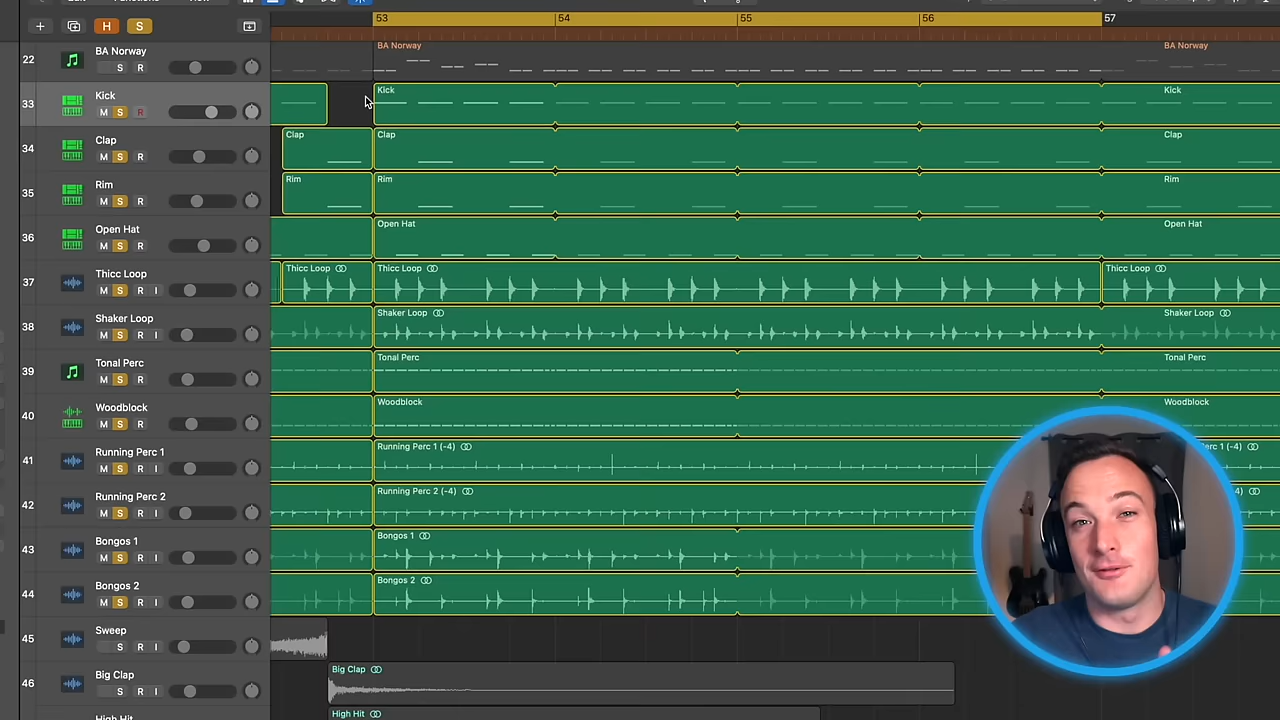 Functions
View
H
S
53
54
55
56
57
22
BA Norway
S R
BA Norway
BA Norway
33
Kick
M S R
Kick
Kick
34
Clap
M S R
Clap
Clap
Clap
35
Rim
M S R
Rim
Rim
Rim
36
Open Hat
M S R
Open Hat
Open Hat
37
Thicc Loop
M S R I
Thicc Loop
Thicc Loop
Thicc Loop
38
Shaker Loop
M S R I
Shaker Loop
Shaker Loop
39
Tonal Perc
M S R
Tonal Perc
Tonal Perc
40
Woodblock
M S R
Woodblock
Woodblock
41
Running Perc 1
M S R I
Running Perc 1 (-4)
rc 1 (-4)
42
Running Perc 2
M S R I
Running Perc 2 (-4)
4)
43
Bongos 1
M S R I
Bongos 1
44
Bongos 2
M S R I
Bongos 2
45
Sweep
S R I
46
Big Clap
S R I
Big Clap
High Hit
High Hit